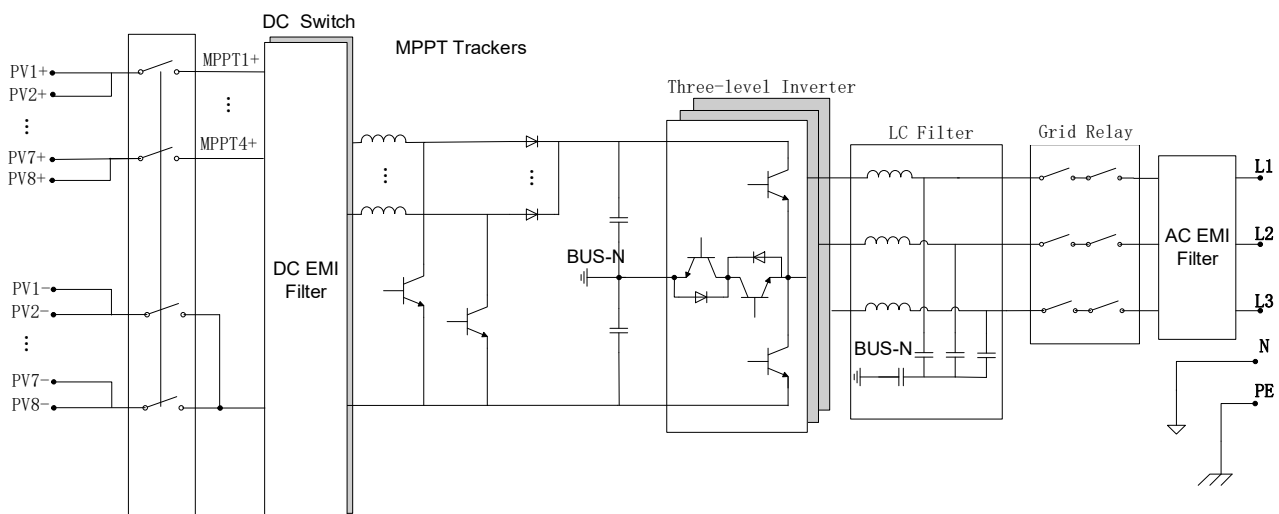 DC  Switch
MPPT Trackers
PV1+
PV2+
⋮
PV7+
PV8+
PV1-
PV2-
⋮
PV7-
PV8-
MPPT1+
⋮
MPPT4+
DC EMI
Filter
⋮
⋮
BUS-N
Three-level Inverter
LC Filter
BUS-N
Grid Relay
AC EMI
Filter
L1
L2
L3
N
PE